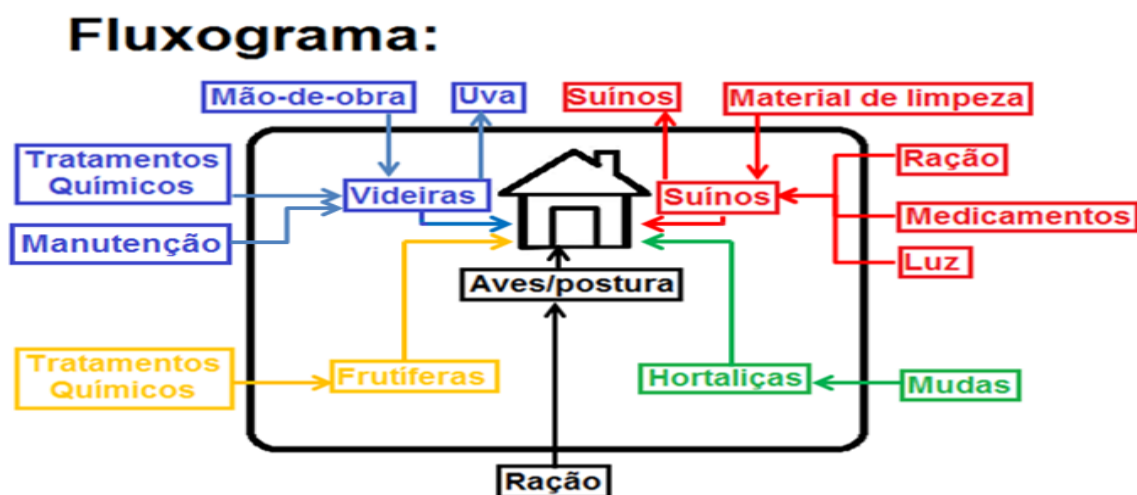 Fluxograma:
Mão-de-obra
Uva
Suínos
Material de limpeza
Tratamentos
Químicos
Ração
Videiras
Suínos
Manutenção
Medicamentos
Luz
Aves/postura
Tratamentos
Químicos
Frutíferas
Hortaliças
Mudas
Ração